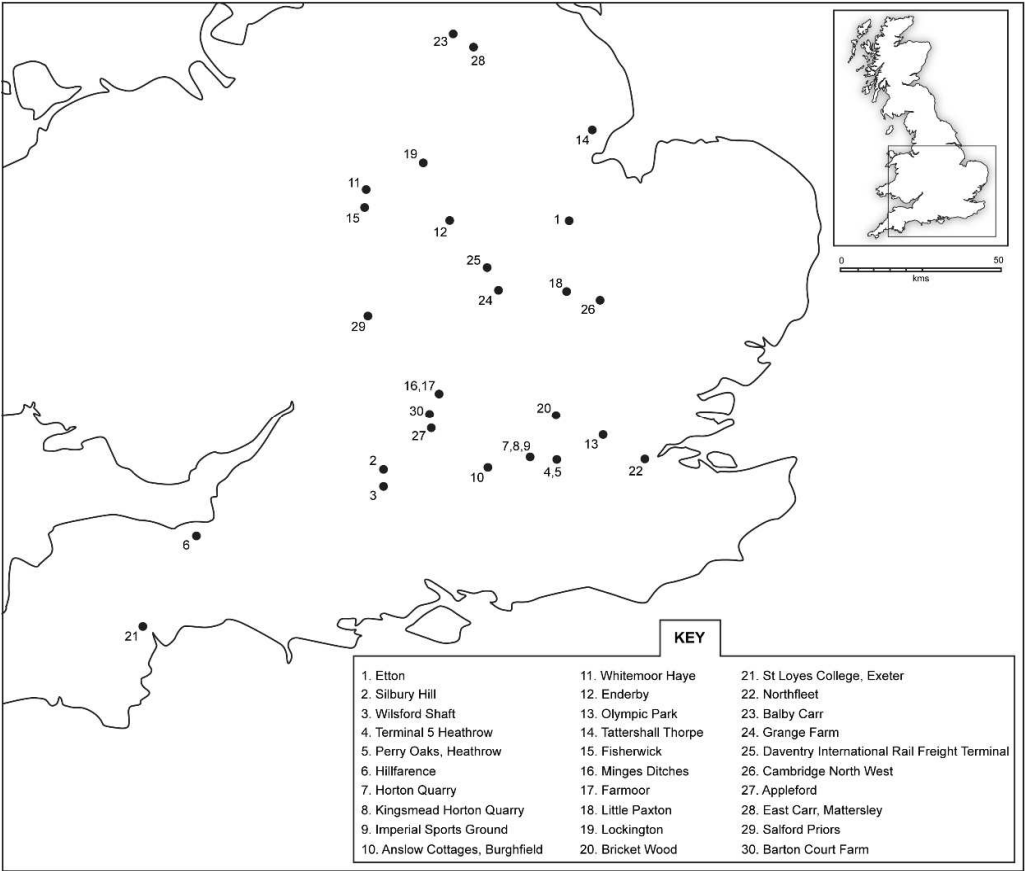 23
28
14
19
11
15
12
1
25
24
18
26
29
16,17
30
27
20
13
7,8,9
4,5
22
10
2
3
6
21
0 50
kms
KEY
1. Etton
2. Silbury Hill
3. Wilsford Shaft
4. Terminal 5 Heathrow
5. Perry Oaks, Heathrow
6. Hillfarence
7. Horton Quarry
8. Kingsmead Horton Quarry
9. Imperial Sports Ground
10. Anslow Cottages, Burghfield
11. Whitemoor Haye
12. Enderby
13. Olympic Park
14. Tattershall Thorpe
15. Fisherwick
16. Minges Ditches
17. Farmoor
18. Little Paxton
19. Lockington
20. Bricket Wood
21. St Loyes College, Exeter
22. Northfleet
23. Balby Carr
24. Grange Farm
25. Daventry International Rail Freight Terminal
26. Cambridge North West
27. Appleford
28. East Carr, Mattersley
29. Salford Priors
30. Barton Court Farm